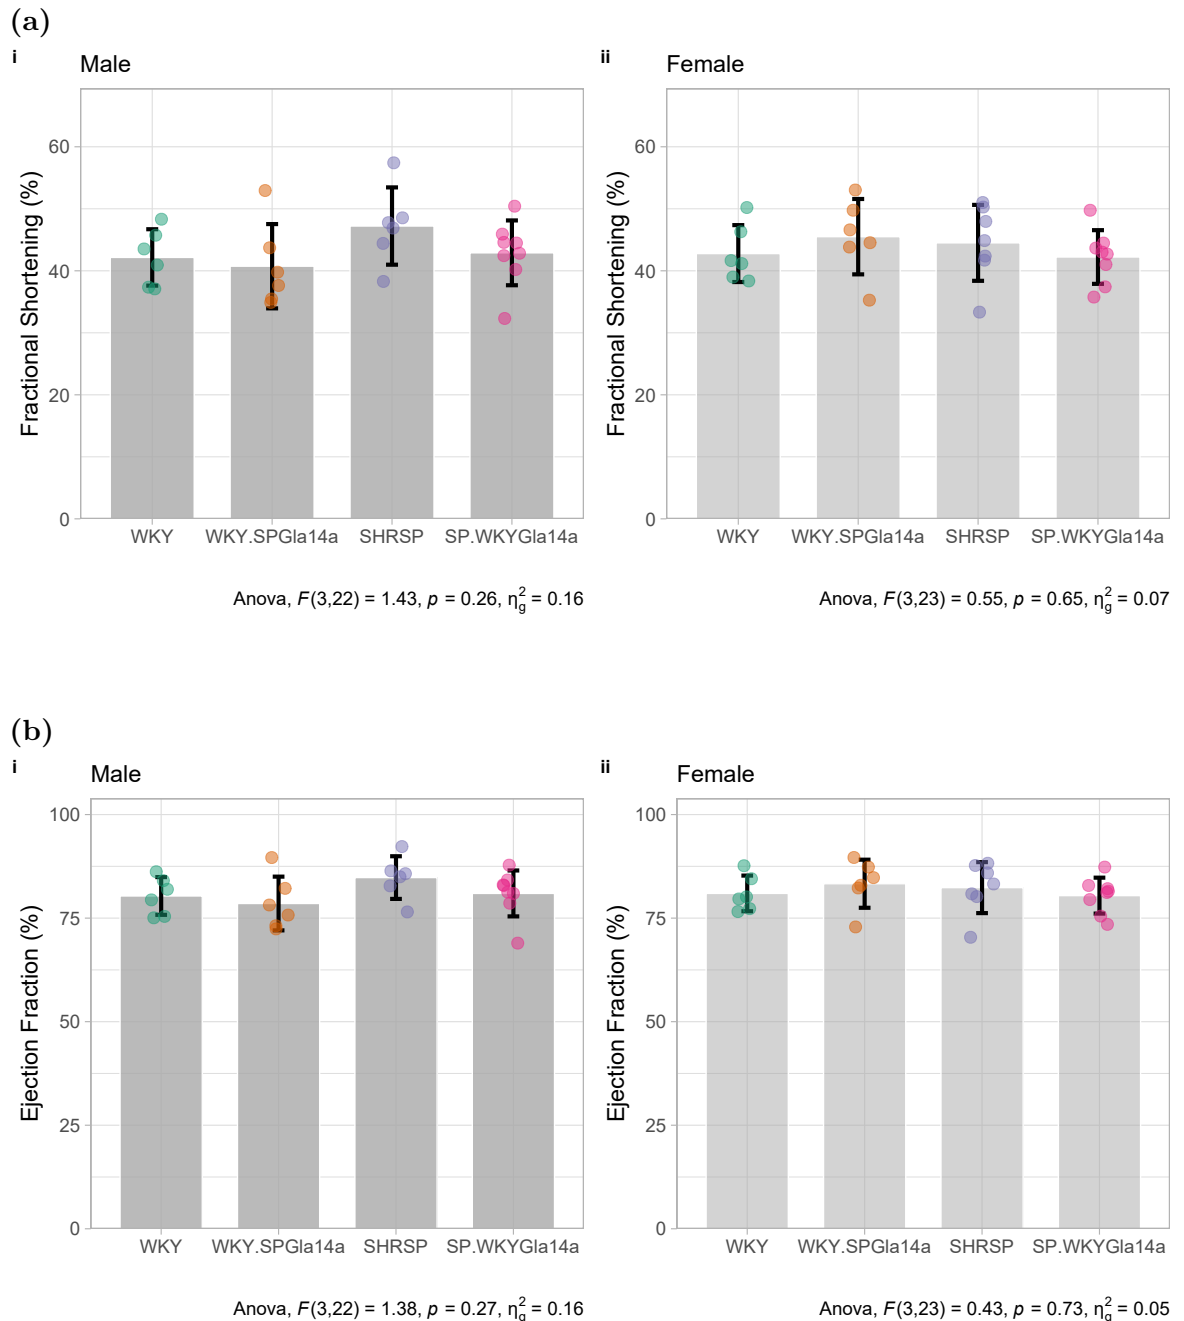 (a)
i
Male
Fractional Shortening (%)
60
40
20
0
WKY WKY.SPGla14a SHRSP SP.WKYGla14a
Anova, F(3,22) = 1.43, p = 0.26, η²g = 0.16
ii
Female
Fractional Shortening (%)
60
40
20
0
WKY WKY.SPGla14a SHRSP SP.WKYGla14a
Anova, F(3,23) = 0.55, p = 0.65, η²g = 0.07
(b)
i
Male
Ejection Fraction (%)
100
75
50
25
0
WKY WKY.SPGla14a SHRSP SP.WKYGla14a
Anova, F(3,22) = 1.38, p = 0.27, η²g = 0.16
ii
Female
Ejection Fraction (%)
100
75
50
25
0
WKY WKY.SPGla14a SHRSP SP.WKYGla14a
Anova, F(3,23) = 0.43, p = 0.73, η²g = 0.05